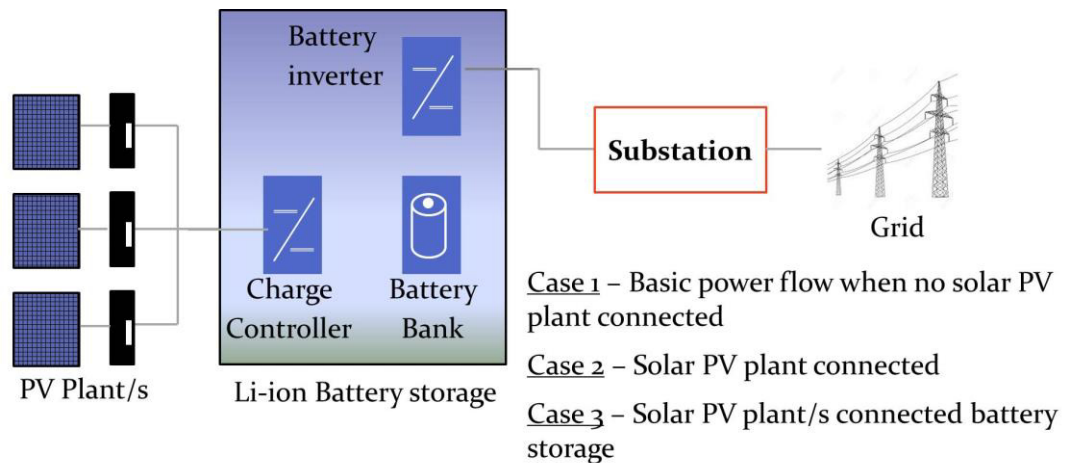 Battery
inverter
Substation
Grid
Charge
Controller
Battery
Bank
PV Plant/s
Li-ion Battery storage
Case 1 – Basic power flow when no solar PV
plant connected
Case 2 – Solar PV plant connected
Case 3 – Solar PV plant/s connected battery
storage